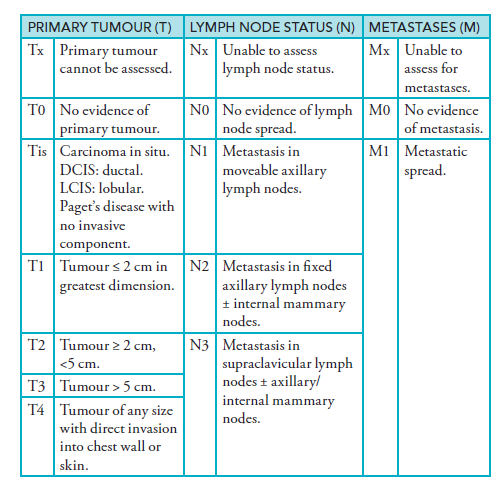 PRIMARY TUMOUR (T) LYMPH NODE STATUS (N) METASTASES (M)
Tx Primary tumour
cannot be assessed.
Nx Unable to assess
lymph node status.
Mx Unable to
assess for
metastases.
T0 No evidence of
primary tumour.
N0 No evidence of lymph
node spread.
M0 No evidence
of metastasis.
Tis Carcinoma in situ.
DCIS: ductal.
LCIS: lobular.
Paget’s disease with
no invasive
component.
N1 Metastasis in
moveable axillary
lymph nodes.
M1 Metastatic
spread.
T1 Tumour ≤ 2 cm in
greatest dimension.
N2 Metastasis in fixed
axillary lymph nodes
± internal mammary
nodes.
T2 Tumour ≥ 2 cm,
<5 cm.
N3 Metastasis in
supraclavicular lymph
nodes ± axillary/
internal mammary
nodes.
T3 Tumour > 5 cm.
T4 Tumour of any size
with direct invasion
into chest wall or
skin.